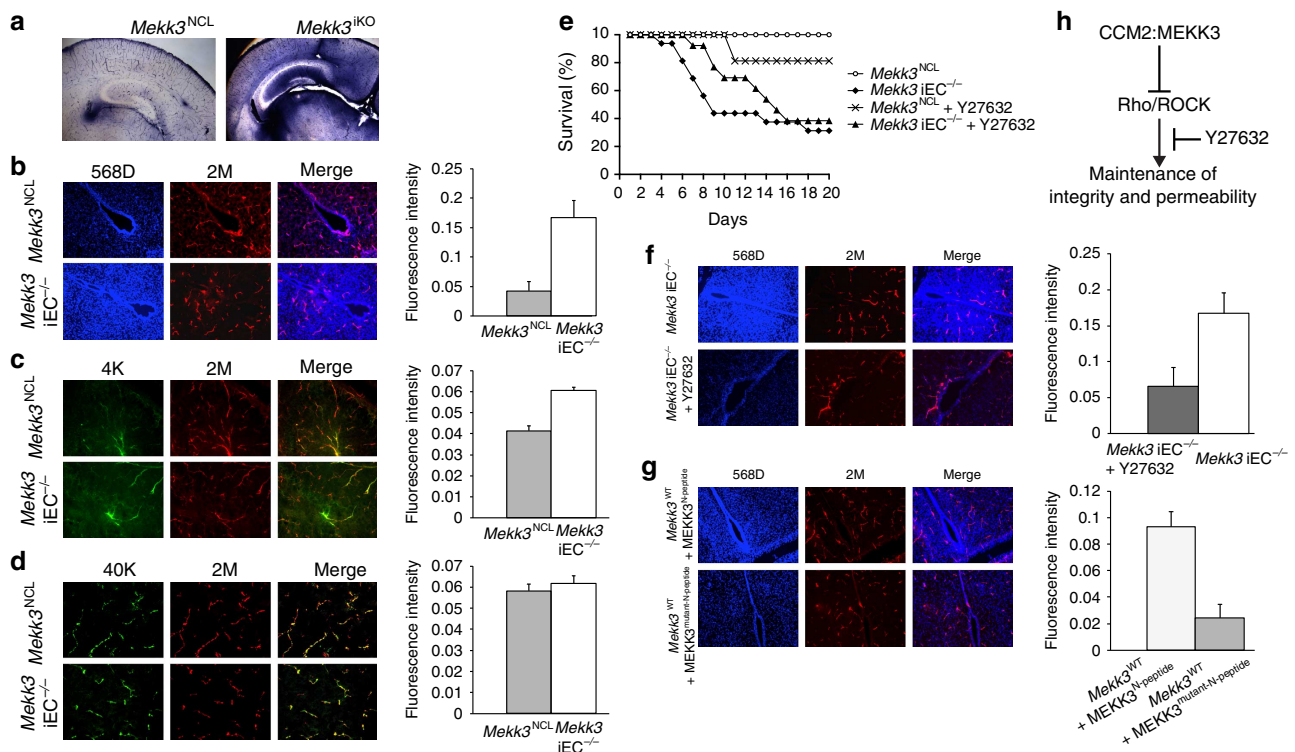 a
Mekk3NCL
Mekk3iKO
b
568D
2M
Merge
Mekk3NCL
Mekk3
iEC−/−
Fluorescence intensity
0.25
0.2
0.15
0.1
0.05
0
Mekk3NCL
Mekk3
iEC−/−
c
4K
2M
Merge
Mekk3NCL
Mekk3
iEC−/−
Fluorescence intensity
0.07
0.06
0.05
0.04
0.03
0.04
0.01
0
Mekk3NCL
Mekk3
iEC−/−
d
40K
2M
Merge
Mekk3NCL
Mekk3
iEC−/−
Fluorescence intensity
0.07
0.06
0.05
0.04
0.03
0.02
0.01
0
Mekk3NCL
Mekk3
iEC−/−
e
Survival (%)
100
80
60
40
20
0
0 2 4 6 8 10 12 14 16 18 20
Days
Mekk3NCL
Mekk3 iEC−/−
Mekk3NCL + Y27632
Mekk3 iEC−/− + Y27632
f
568D
2M
Merge
Mekk3 iEC−/−
Mekk3 iEC−/−
+ Y27632
Fluorescence intensity
0.25
0.2
0.15
0.1
0.05
0
Mekk3 iEC−/−
+ Y27632
Mekk3 iEC−/−
g
568D
2M
Merge
Mekk3WT
+ MEKK3N-peptide
Mekk3WT
+ MEKK3mutant-N-peptide
Fluorescence intensity
0.12
0.1
0.08
0.06
0.04
0.02
0
Mekk3WT
+ MEKK3N-peptide
Mekk3WT
+ MEKK3mutant-N-peptide
h
CCM2:MEKK3
Rho/ROCK
Y27632
Maintenance of
integrity and permeability